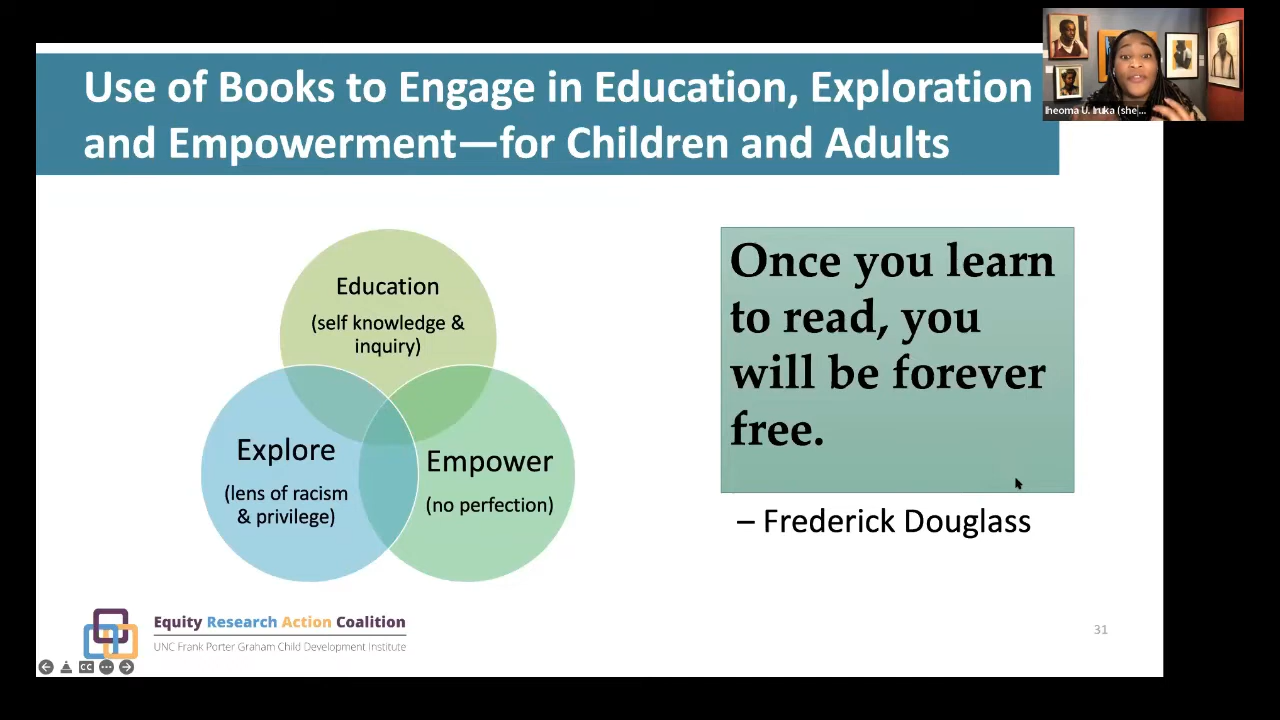 Use of Books to Engage in Education, Exploration
and Empowerment—for Children and Adults
Iheoma U. Iruka (she|...
Education
(self knowledge &
inquiry)
Explore
(lens of racism
& privilege)
Empower
(no perfection)
Once you learn
to read, you
will be forever
free.
– Frederick Douglass
Equity Research Action Coalition
UNC Frank Porter Graham Child Development Institute
CC
31